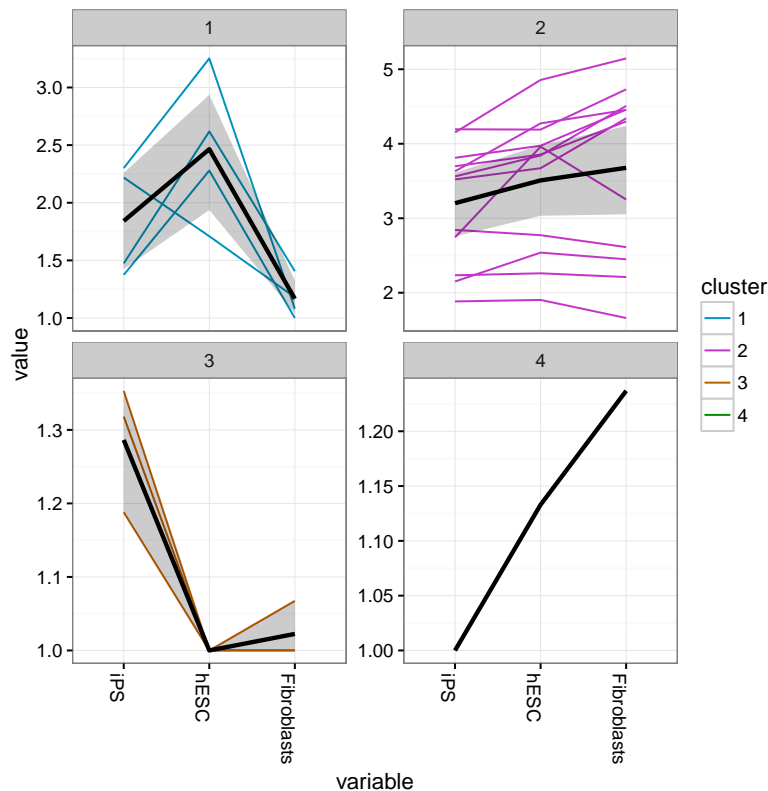 1
2
3.0
2.5
2.0
1.5
1.0
5
4
3
2
value
3
4
1.3
1.2
1.1
1.0
1.20
1.15
1.10
1.05
1.00
iPS
hESC
Fibroblasts
iPS
hESC
Fibroblasts
variable
cluster
1
2
3
4